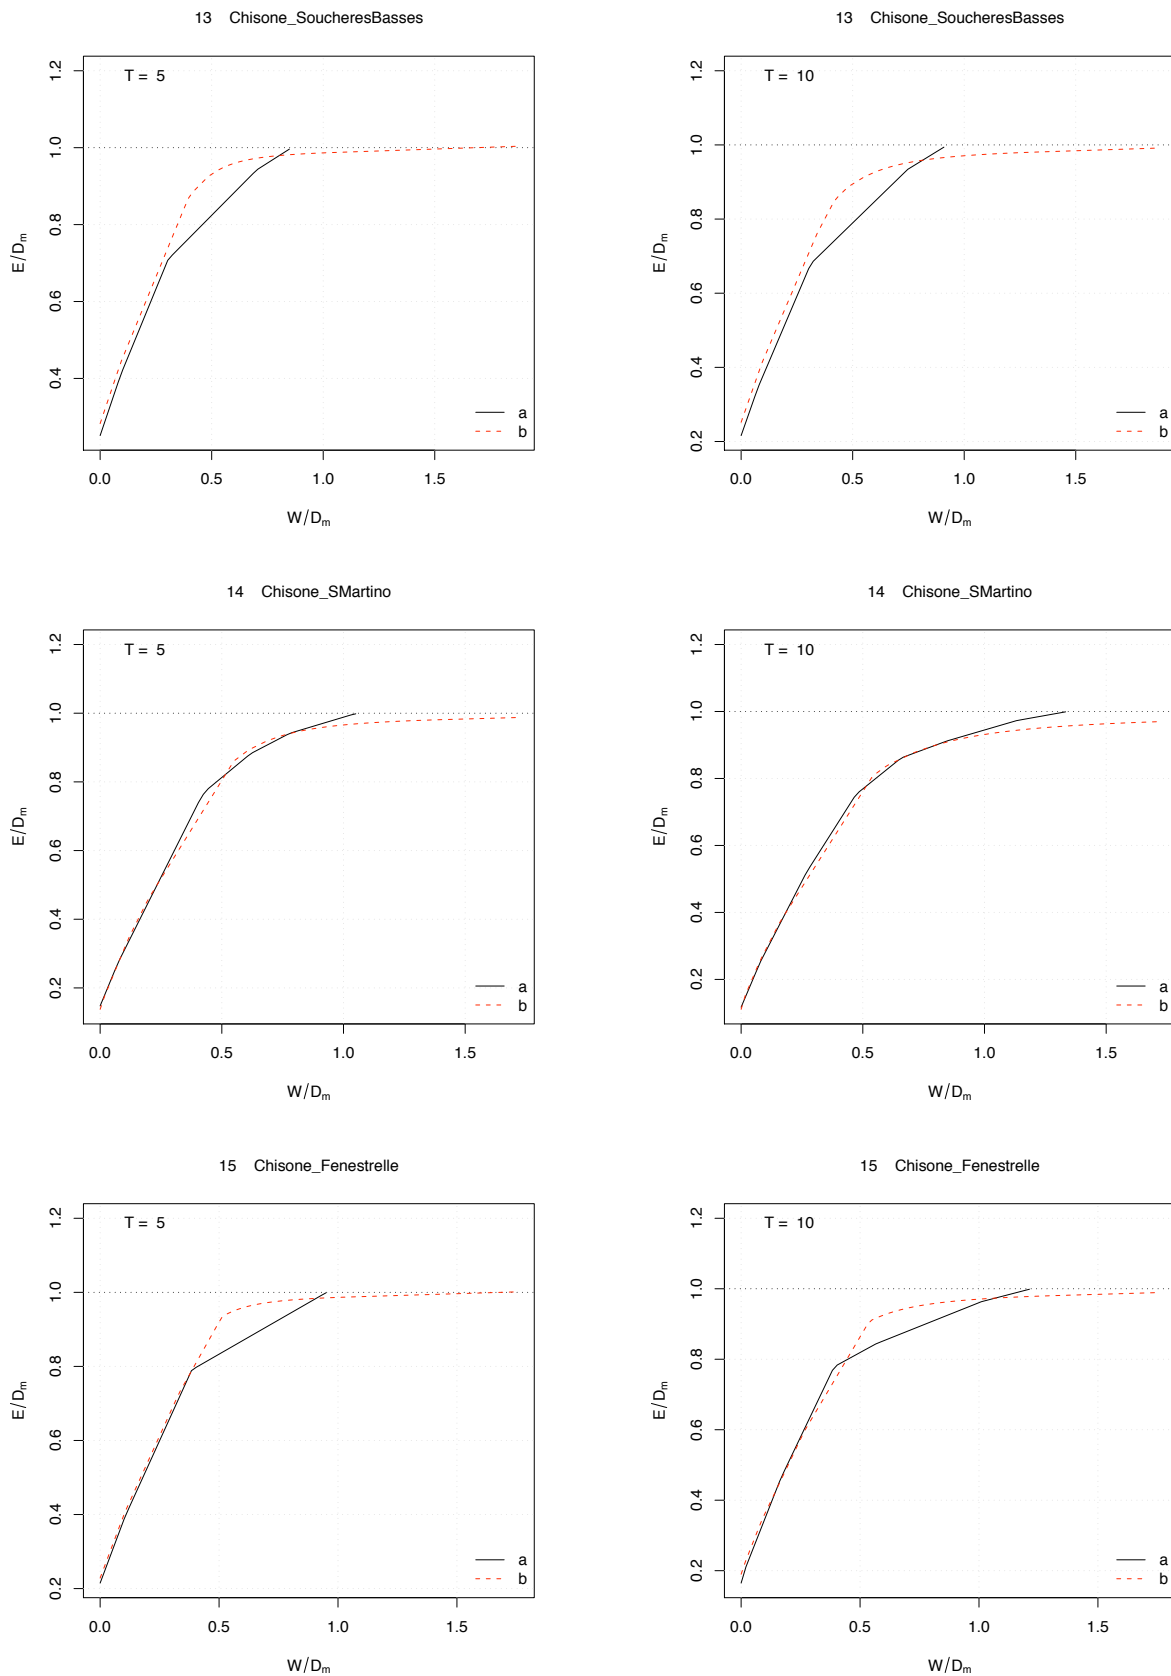 13 Chisone_SoucheresBasses
13 Chisone_SoucheresBasses
T = 5
T = 10
E/Dm
1.2
1.0
0.8
0.6
0.4
a
b
0.0 0.5 1.0 1.5
W/Dm
E/Dm
1.2
1.0
0.8
0.6
0.4
0.2
a
b
0.0 0.5 1.0 1.5
W/Dm
14 Chisone_SMartino
14 Chisone_SMartino
T = 5
T = 10
E/Dm
1.2
1.0
0.8
0.6
0.4
0.2
a
b
0.0 0.5 1.0 1.5
W/Dm
E/Dm
1.2
1.0
0.8
0.6
0.4
0.2
a
b
0.0 0.5 1.0 1.5
W/Dm
15 Chisone_Fenestrelle
15 Chisone_Fenestrelle
T = 5
T = 10
E/Dm
1.2
1.0
0.8
0.6
0.4
0.2
a
b
0.0 0.5 1.0 1.5
W/Dm
E/Dm
1.2
1.0
0.8
0.6
0.4
0.2
a
b
0.0 0.5 1.0 1.5
W/Dm